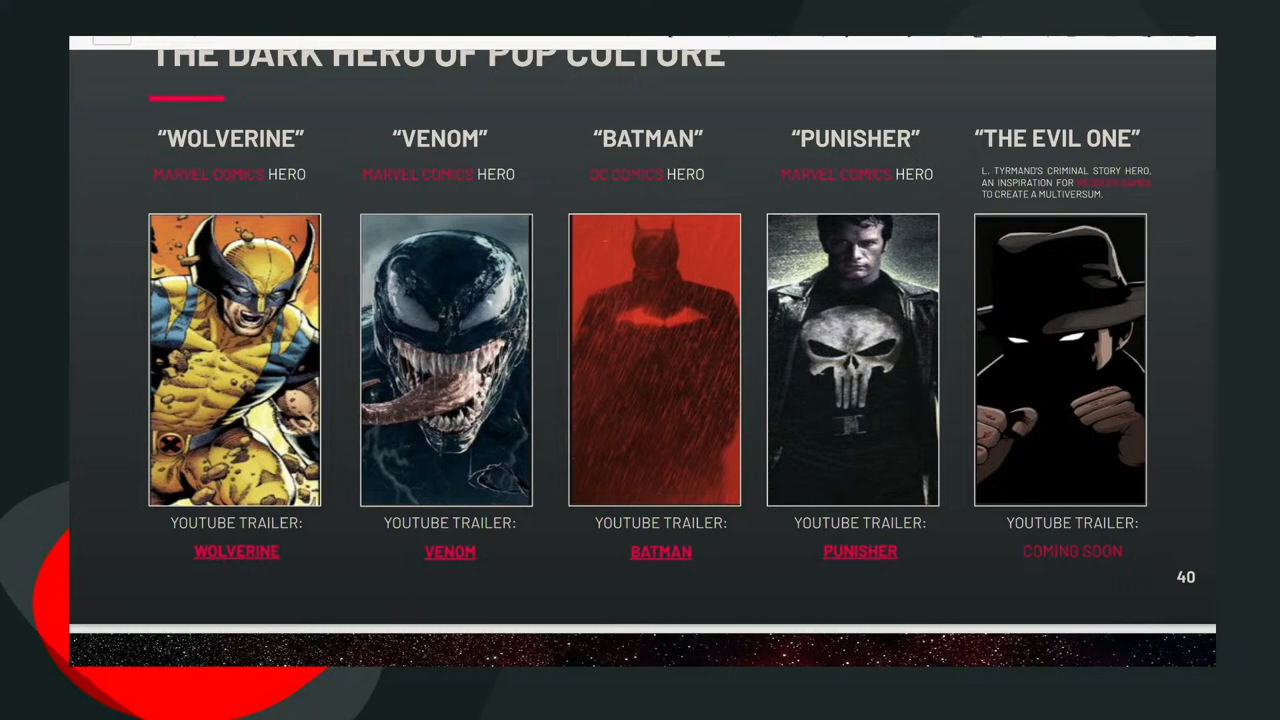 THE DARK HERO OF POP CULTURE
“WOLVERINE”
MARVEL COMICS HERO
“VENOM”
MARVEL COMICS HERO
“BATMAN”
DC COMICS HERO
“PUNISHER”
MARVEL COMICS HERO
“THE EVIL ONE”
L. TYRMAND'S CRIMINAL STORY HERO,
AN INSPIRATION FOR
TO CREATE A MULTIVERSUM.
YOUTUBE TRAILER:
WOLVERINE
YOUTUBE TRAILER:
VENOM
YOUTUBE TRAILER:
BATMAN
YOUTUBE TRAILER:
PUNISHER
YOUTUBE TRAILER:
COMING SOON
40